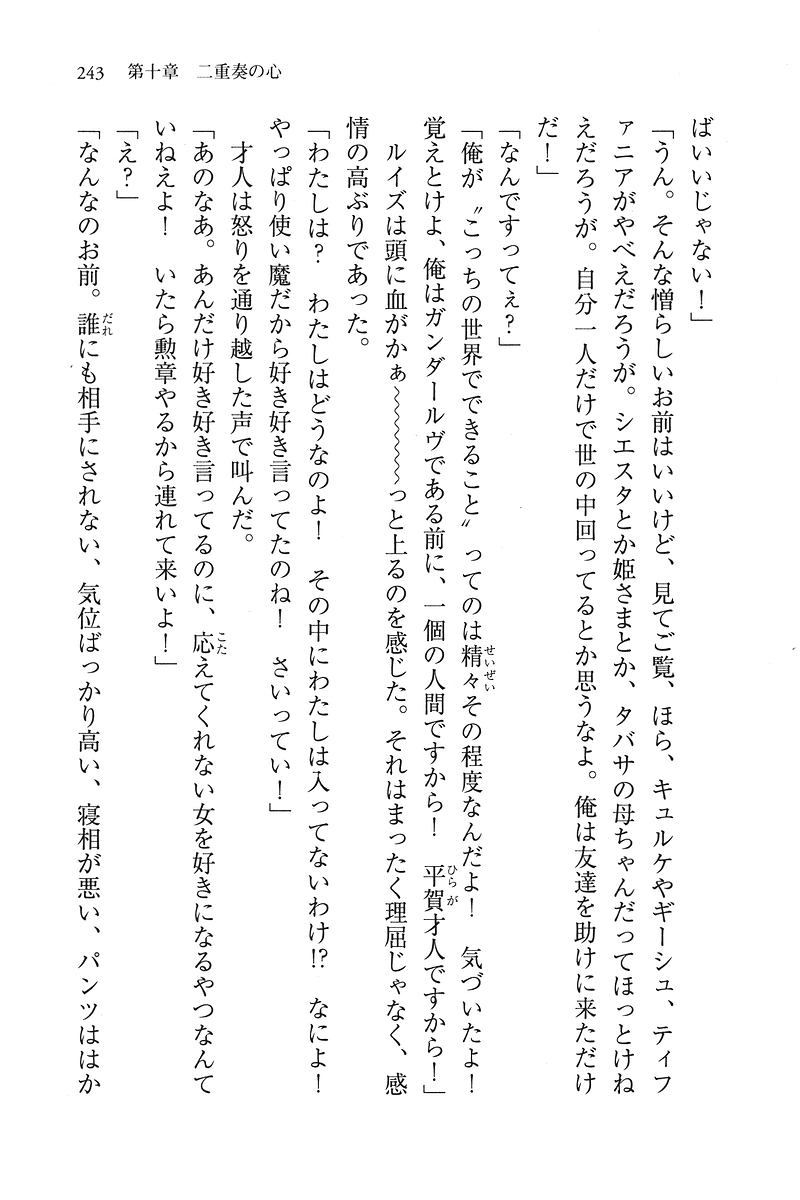 243　第十章　二重奏の心
ばいいじゃない！」
「うん。そんな憎らしいお前はいいけど、見てご覧、ほら、キュルケやギーシュ、ティフ
ァニアがやべえだろうが。シエスタとか姫さまとか、タバサの母ちゃんだってほっとけね
えだろうが。自分一人だけで世の中回ってるとか思うなよ。俺は友達を助けに来ただけ
だ！」
「なんですってぇ？」
「俺が〝こっちの世界でできること〟ってのは精々その程度なんだよ！　気づいたよ！
覚えとけよ、俺はガンダールヴである前に、一個の人間ですから！　平賀才人ですから！」
ルイズは頭に血がかぁ〜〜〜〜〜〜っと上るのを感じた。それはまったく理屈じゃなく、感
情の高ぶりであった。
「わたしは？　わたしはどうなのよ！　その中にわたしは入ってないわけ!?　なによ！
やっぱり使い魔だから好き好き言ってたのね！　さいってい！」
才人は怒りを通り越した声で叫んだ。
「あのなあ。あんだけ好き好き言ってるのに、応えてくれない女を好きになるやつなんて
いねえよ！　いたら勲章やるから連れて来いよ！」
「え？」
「なんなのお前。誰にも相手にされない、気位ばっかり高い、寝相が悪い、パンツははか